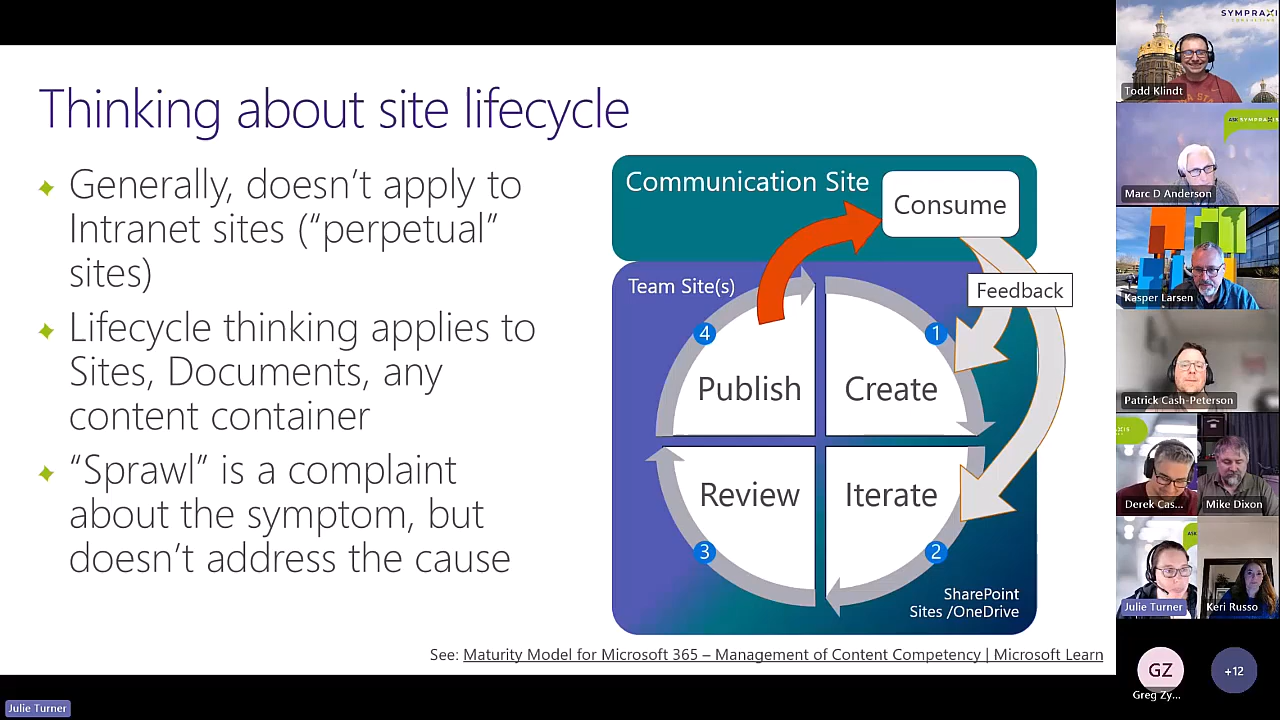 Thinking about site lifecycle
Generally, doesn't apply to
Intranet sites ("perpetual"
sites)
Lifecycle thinking applies to
Sites, Documents, any
content container
"Sprawl" is a complaint
about the symptom, but
doesn't address the cause
Communication Site
Consume
Team Site(s)
Feedback
4
1
Publish
Create
Review
Iterate
3
2
SharePoint
Sites /OneDrive
See: Maturity Model for Microsoft 365 – Management of Content Competency | Microsoft Learn
Julie Turner
SYMPRAXI
Todd Klindt
ASK SYMPRAXIS
Marc D Anderson
Kasper Larsen
Patrick Cash-Peterson
Derek Cas...
Mike Dixon
ASK
Julie Turner
Keri Russo
GZ
Greg Zy...
+12